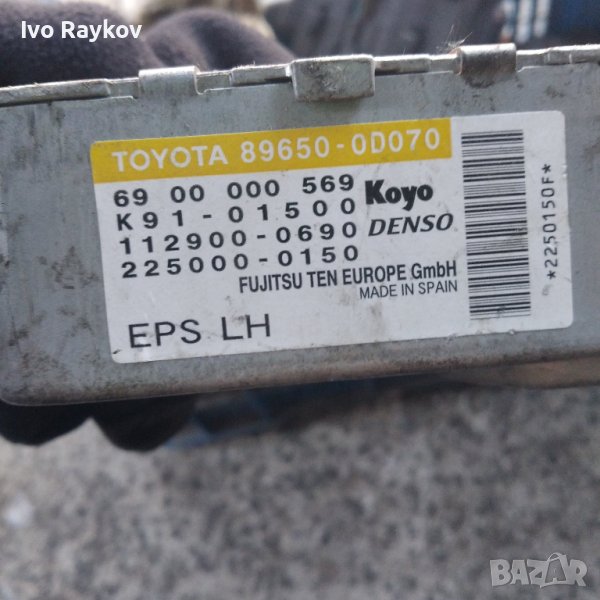 Ivo Raykov
TOYOTA 89650-0D070
69 00 000 569
K91-01500 Koyo
112900-0690 DENSO
225000-0150
FUJITSU TEN EUROPE GmbH
MADE IN SPAIN
EPS LH
*2250150F*
BAZAR